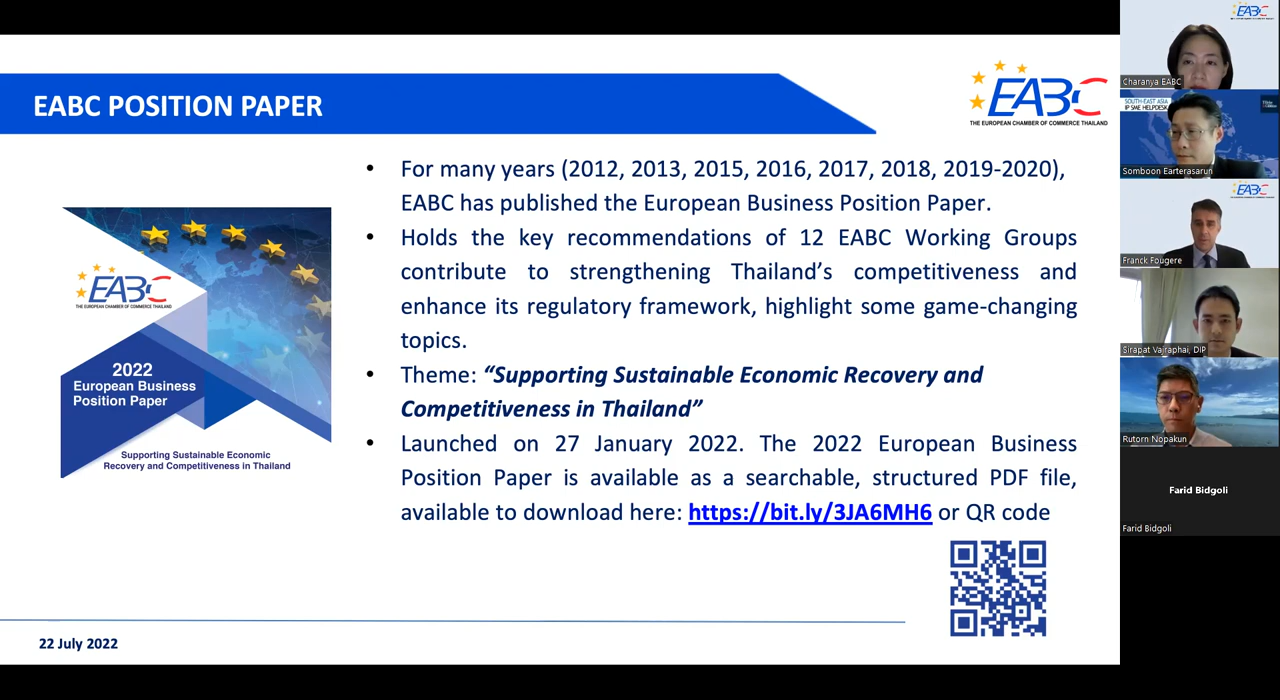 EABC POSITION PAPER
EABC
THE EUROPEAN CHAMBER OF COMMERCE THAILAND
• For many years (2012, 2013, 2015, 2016, 2017, 2018, 2019-2020),
EABC has published the European Business Position Paper.
• Holds the key recommendations of 12 EABC Working Groups
contribute to strengthening Thailand’s competitiveness and
enhance its regulatory framework, highlight some game-changing
topics.
• Theme: “Supporting Sustainable Economic Recovery and
Competitiveness in Thailand”
• Launched on 27 January 2022. The 2022 European Business
Position Paper is available as a searchable, structured PDF file,
available to download here: https://bit.ly/3JA6MH6 or QR code
EABC
THE EUROPEAN CHAMBER OF COMMERCE THAILAND
2022
European Business
Position Paper
Supporting Sustainable Economic
Recovery and Competitiveness in Thailand
22 July 2022
EABC
Charanya EABC
SOUTH-EAST ASIA
IP SME HELPDESK
Somboon Earterasarun
EABC
Franck Fougere
Sirapat Vajraphai, DIP
Rutorn Nopakun
Farid Bidgoli
Farid Bidgoli